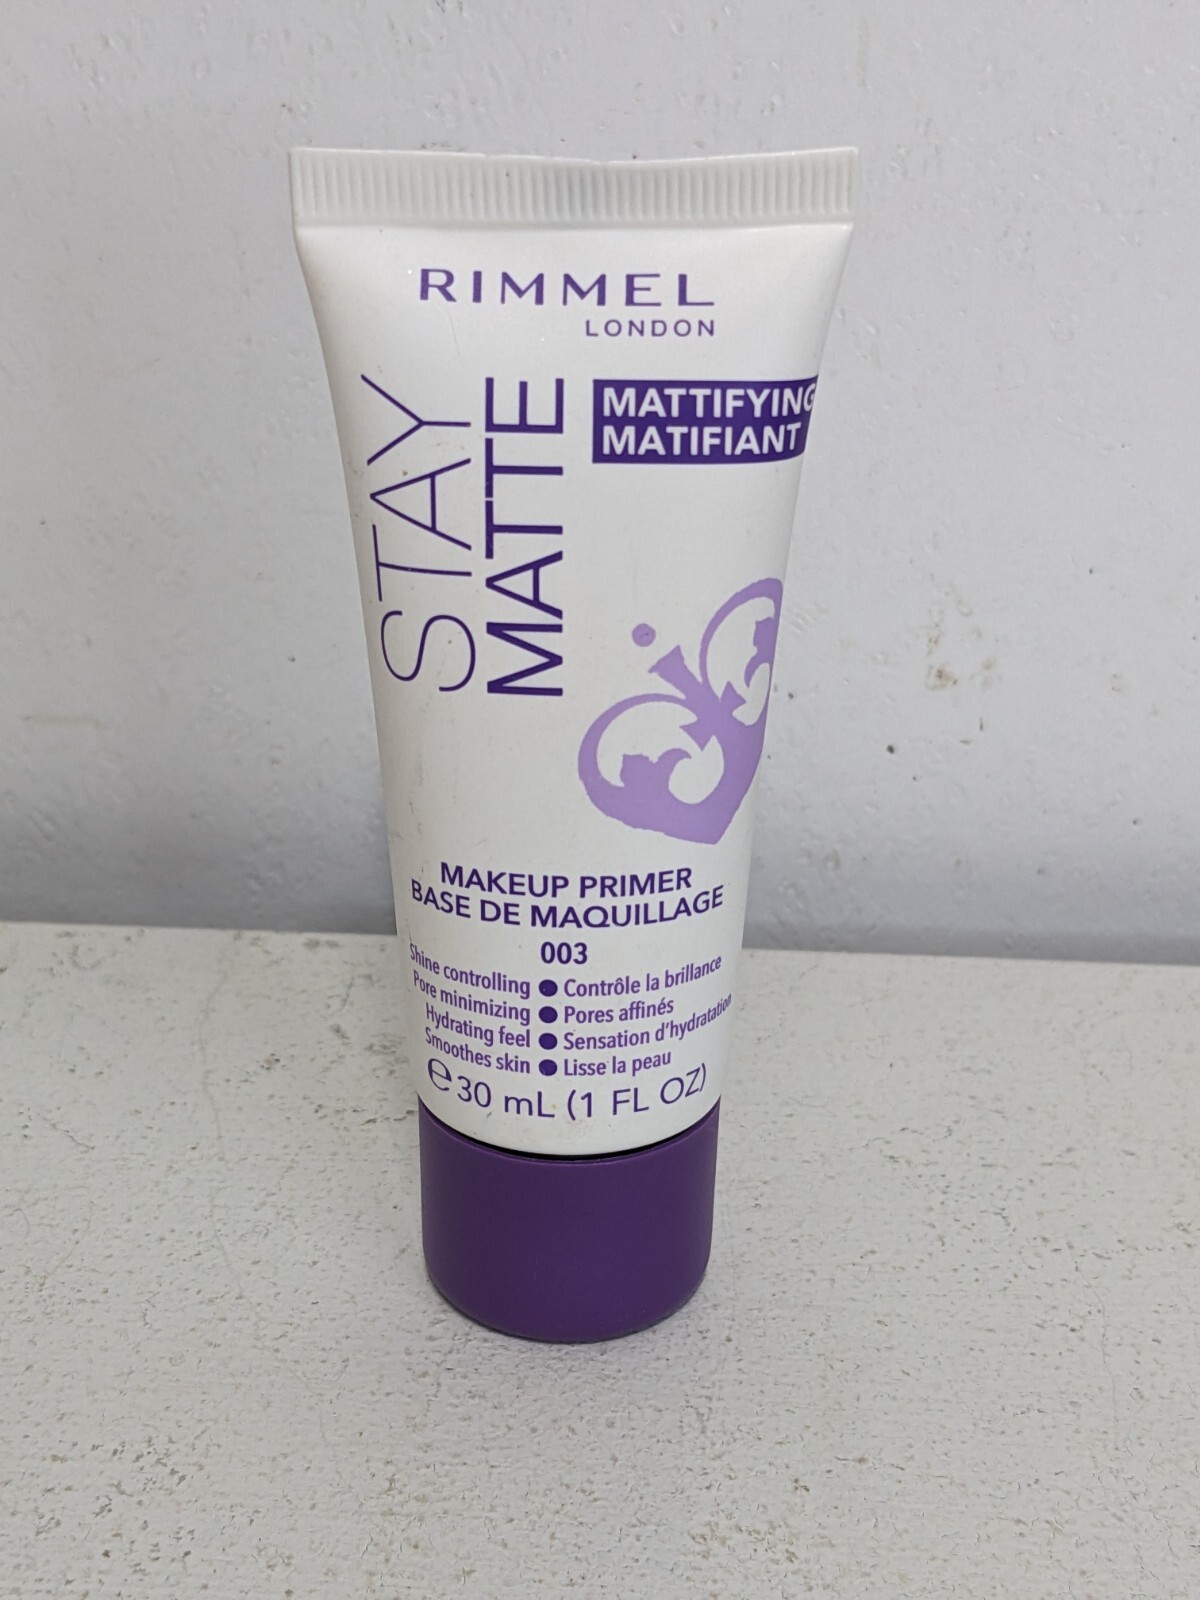 RIMMEL
LONDON
STAY
MATTE
MATTIFYING
MATIFIANT
MAKEUP PRIMER
BASE DE MAQUILLAGE
003
Shine controlling ● Contrôle la brillance
Pore minimizing ● Pores affinés
Hydrating feel ● Sensation d'hydratation
Smoothes skin ● Lisse la peau
℮30 mL (1 FL OZ)